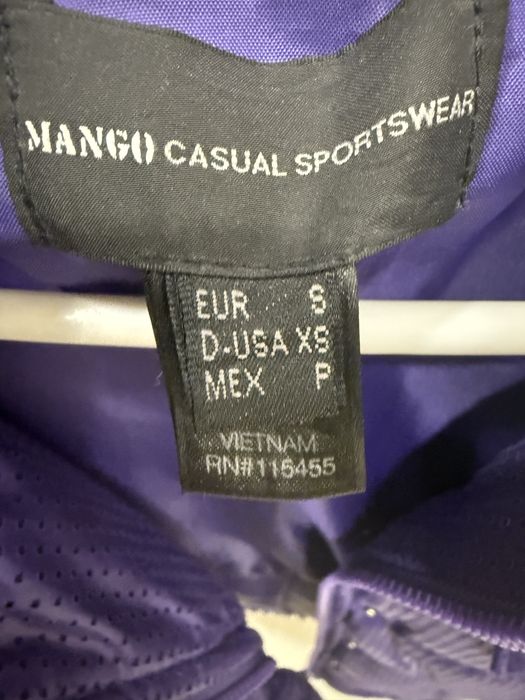 MANGO CASUAL SPORTSWEAR
EUR S
D-USA XS
MEX P
VIETNAM
RN#115455